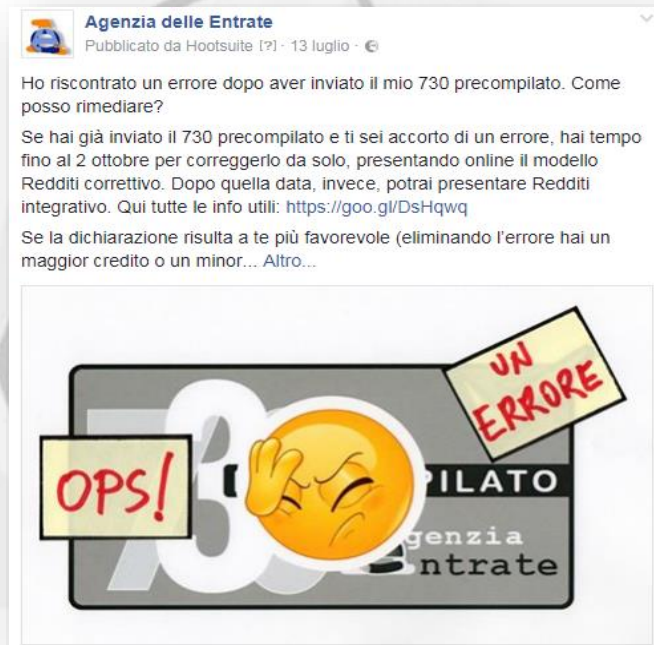 Agenzia delle Entrate
Pubblicato da Hootsuite [?] · 13 luglio ·
Ho riscontrato un errore dopo aver inviato il mio 730 precompilato. Come
posso rimediare?
Se hai già inviato il 730 precompilato e ti sei accorto di un errore, hai tempo
fino al 2 ottobre per correggerlo da solo, presentando online il modello
Redditi correttivo. Dopo quella data, invece, potrai presentare Redditi
integrativo. Qui tutte le info utili: https://goo.gl/DsHqwq
Se la dichiarazione risulta a te più favorevole (eliminando l'errore hai un
maggior credito o un minor... Altro...
UN
ERRORE
OPS!
73
PILATO
genzia
ntrate